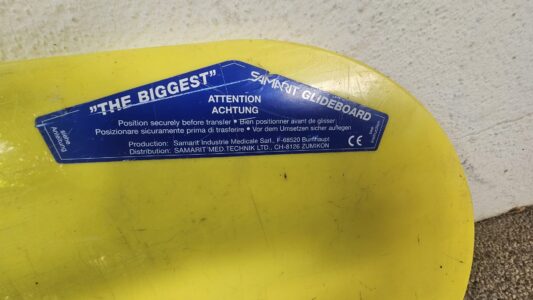 "THE BIGGEST"
SAMARIT GLIDEBOARD
ATTENTION
ACHTUNG
Position securely before transfer • Bien positionner avant de glisser
Posizionare sicuramente prima di trasferire • Vor dem Umsetzen sicher auflegen
Production: Samarit Industrie Medicale Sarl., F-68520 Burnhaupt
Distribution: SAMARIT MED.TECHNIK LTD., CH-8126 ZUMIKON
CE
siehe
Anleitung